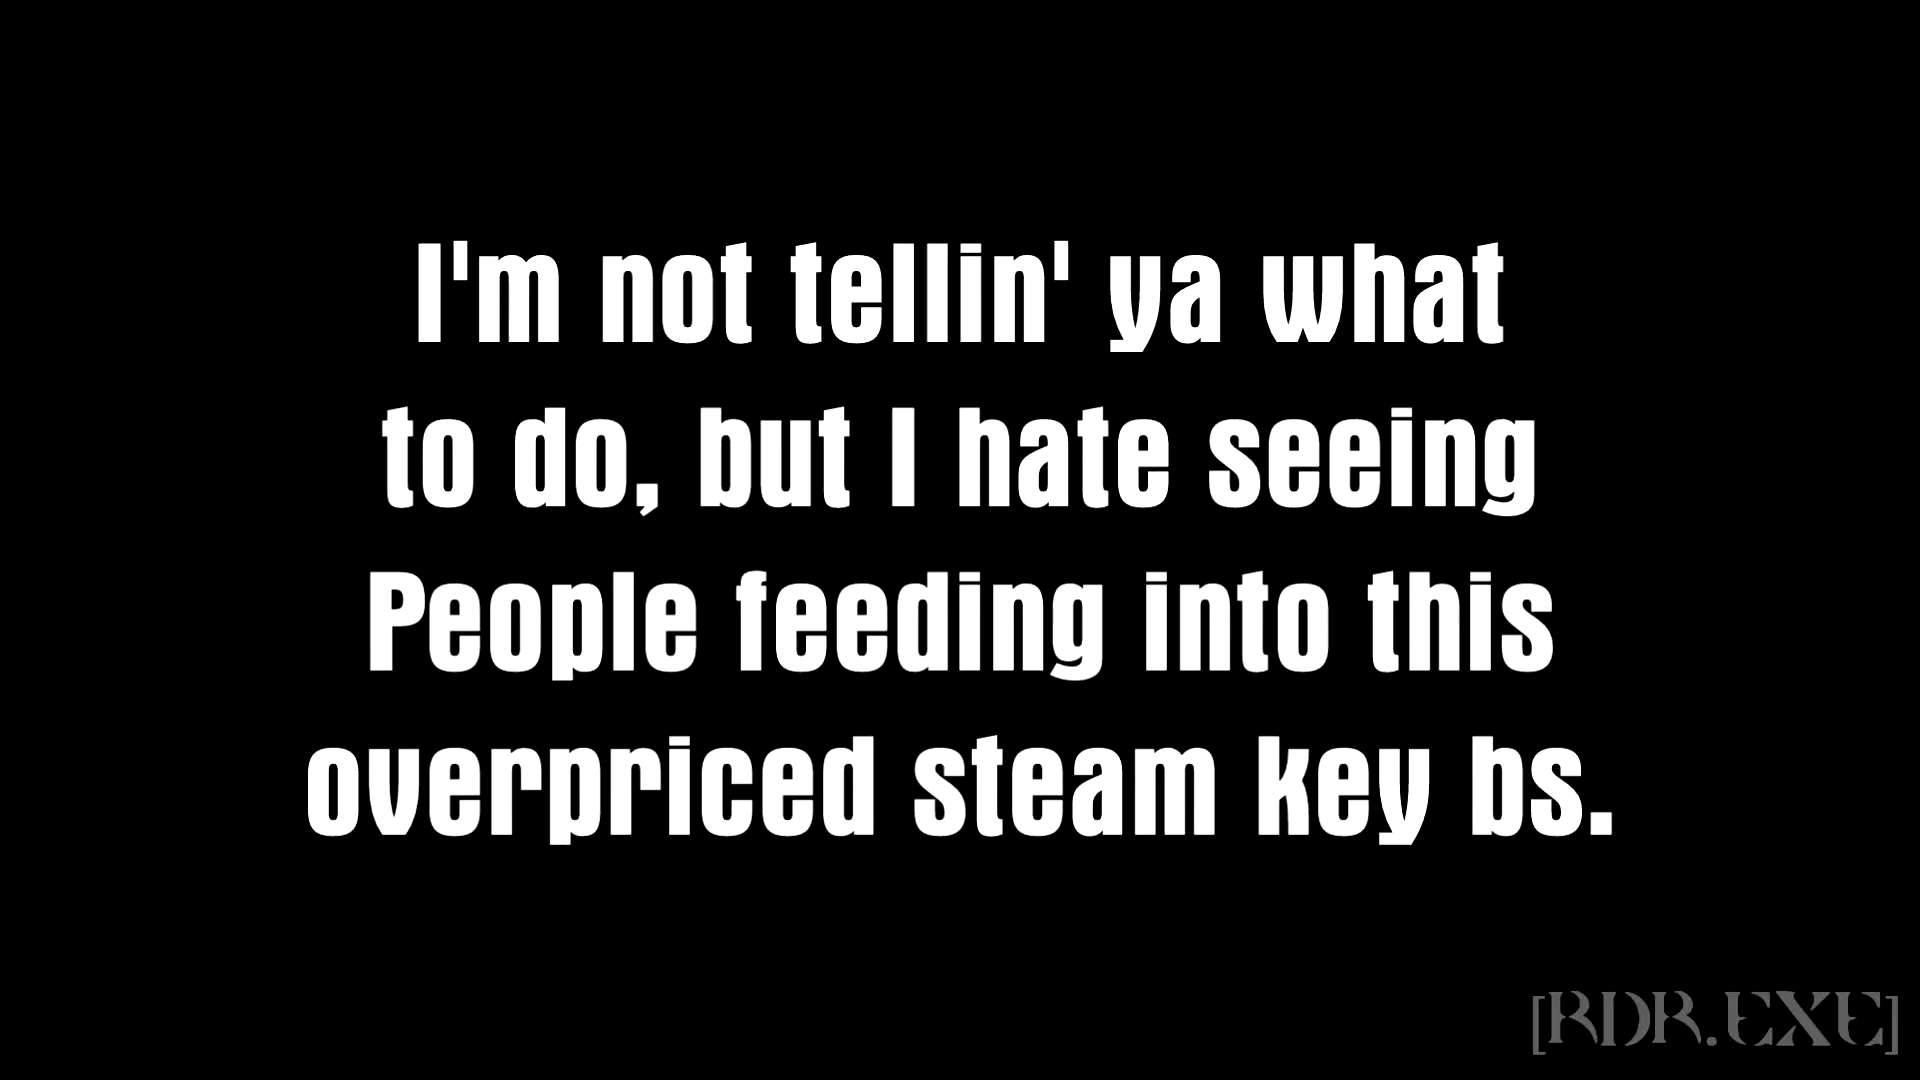 I'm not tellin' ya what
to do, but I hate seeing
People feeding into this
overpriced steam key bs.
[RDR.EXE]